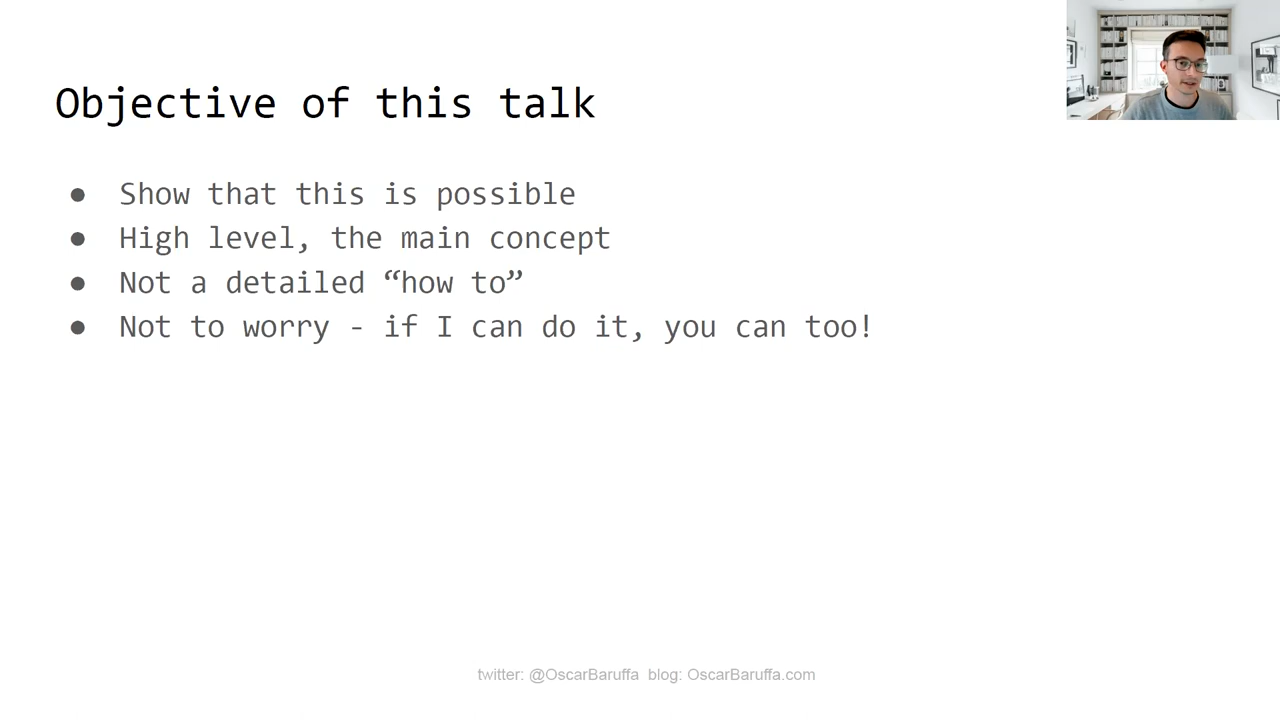 Objective of this talk
● Show that this is possible
● High level, the main concept
● Not a detailed “how to”
● Not to worry - if I can do it, you can too!
twitter: @OscarBaruffa blog: OscarBaruffa.com